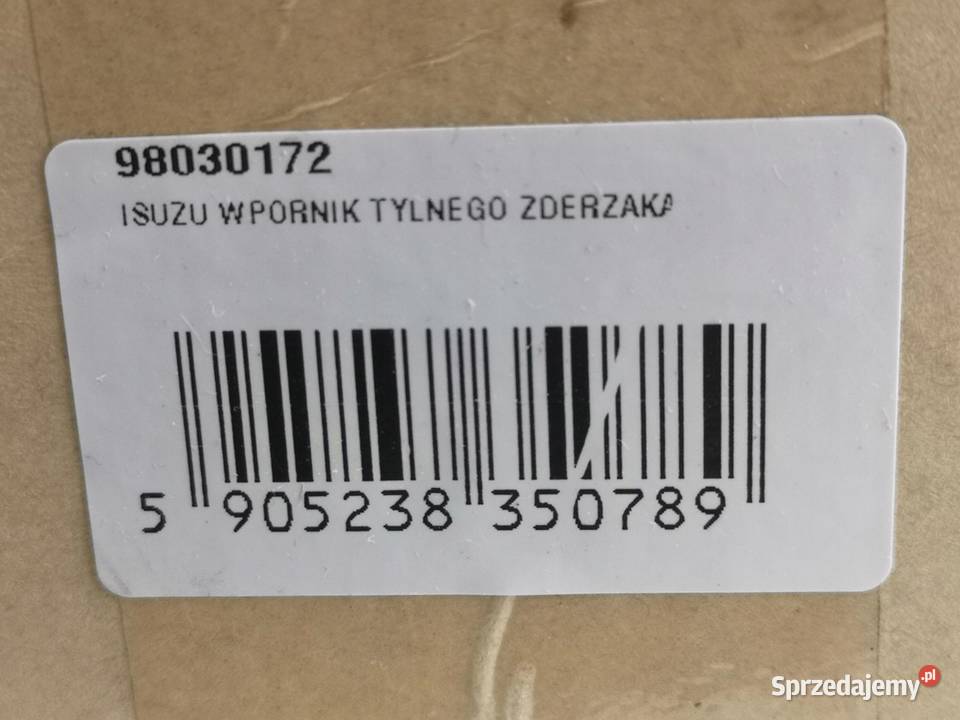 98030172
ISUZU WPORNIK TYLNEGO ZDERZAKA
5 905238 350789
Sprzedajemy.pl